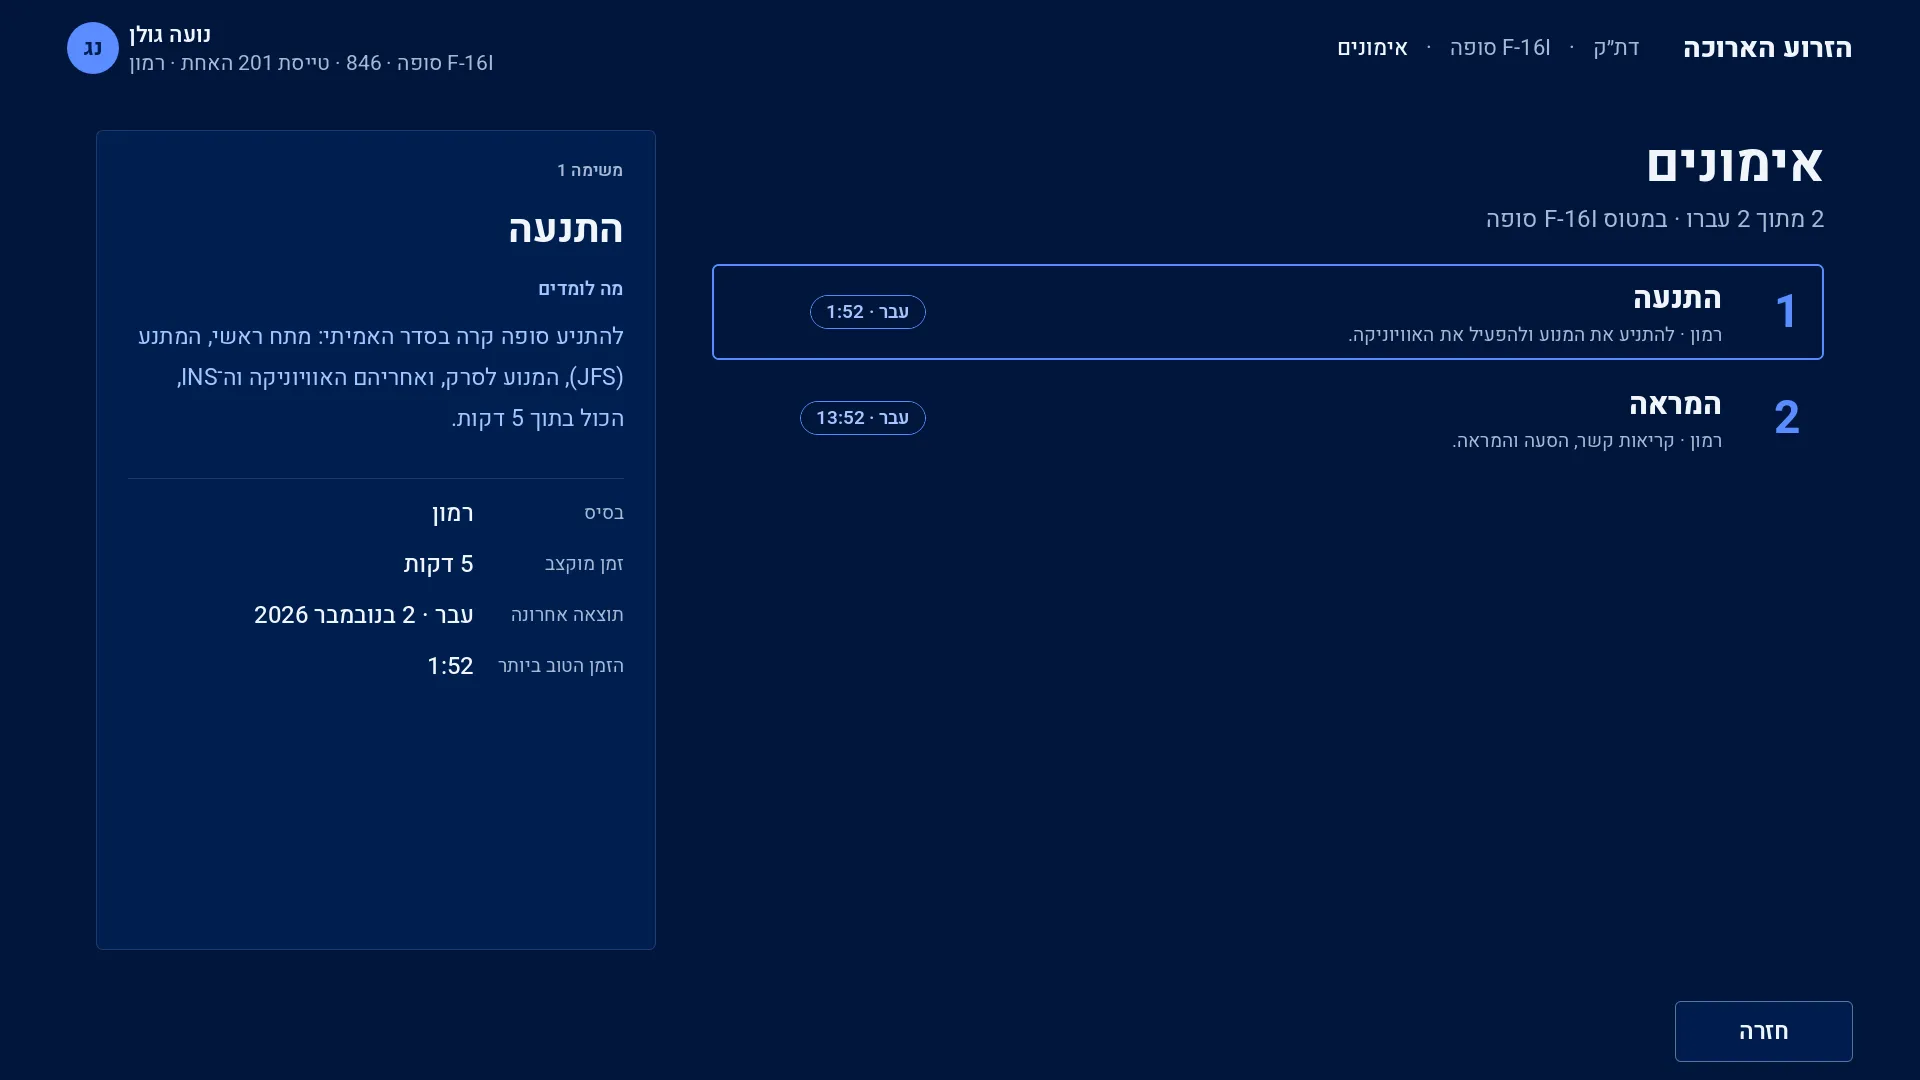 הזרוע הארוכה
דת״ק · F-16I סופה · אימונים
נועה גולן
F-16I סופה · 846 · טייסת 201 האחת · רמון
נג
אימונים
2 מתוך 2 עברו · במטוס F-16I סופה
1
התנעה
רמון · להתניע את המנוע ולהפעיל את האוויוניקה.
עבר · 1:52
2
המראה
רמון · קריאות קשר, הסעה והמראה.
עבר · 13:52
משימה 1
התנעה
מה לומדים
להתניע סופה קרה בסדר האמיתי: מתח ראשי, המתנע
(JFS), המנוע לסרק, ואחריהם האוויוניקה וה־INS,
הכול בתוך 5 דקות.
בסיס רמון
זמן מוקצב 5 דקות
תוצאה אחרונה עבר · 2 בנובמבר 2026
הזמן הטוב ביותר 1:52
חזרה